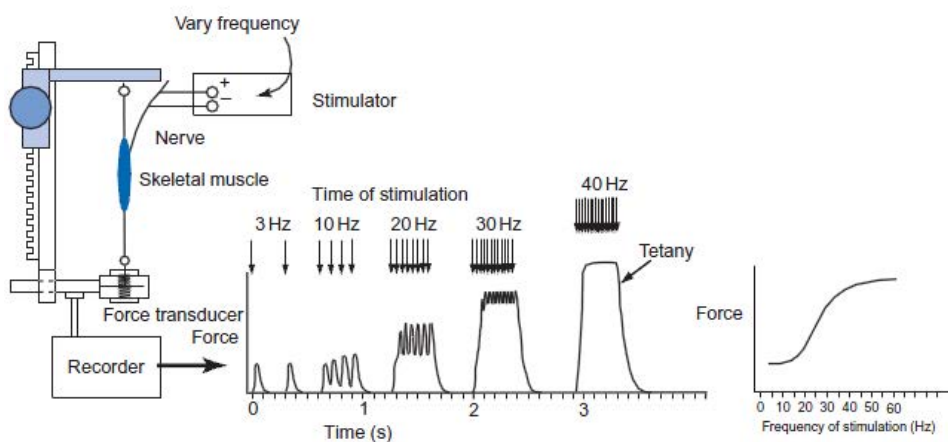 Vary frequency
+
−
Stimulator
Nerve
Skeletal muscle
Time of stimulation
3 Hz 10 Hz 20 Hz 30 Hz 40 Hz
Tetany
Force transducer
Force
Recorder
0 1 2 3
Time (s)
Force
0 10 20 30 40 50 60
Frequency of stimulation (Hz)